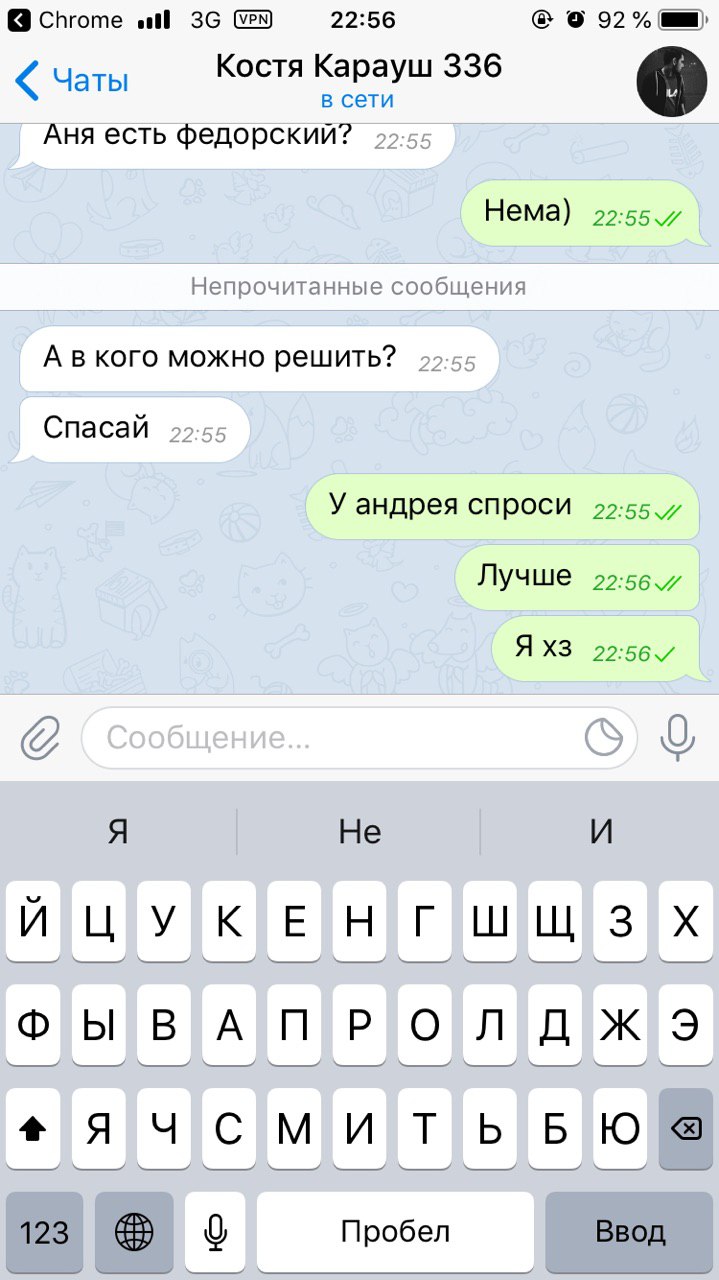 Chrome 3G VPN 22:56 92 %
Чаты
Костя Карауш 336
в сети
Аня есть федорский? 22:55
Нема) 22:55
Непрочитанные сообщения
А в кого можно решить? 22:55
Спасай 22:55
У андрея спроси 22:55
Лучше 22:56
Я хз 22:56
Сообщение...
Я Не И
Й Ц У К Е Н Г Ш Щ З Х
Ф Ы В А П Р О Л Д Ж Э
Я Ч С М И Т Ь Б Ю
123 Пробел Ввод